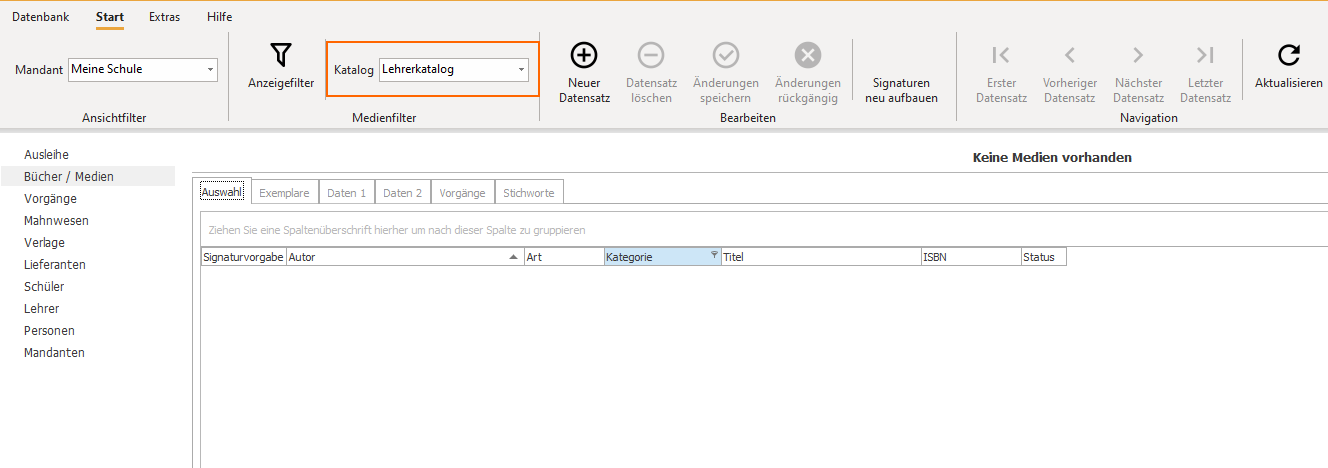 Datenbank Start Extras Hilfe
Mandant Meine Schule
Anzeigefilter
Katalog Lehrerkatalog
Neuer Datensatz
Datensatz löschen
Änderungen speichern
Änderungen rückgängig
Signaturen neu aufbauen
Erster Datensatz
Vorheriger Datensatz
Nächster Datensatz
Letzter Datensatz
Aktualisieren
Ansichtfilter Medienfilter Bearbeiten Navigation
Ausleihe
Bücher / Medien
Vorgänge
Mahnwesen
Verlage
Lieferanten
Schüler
Lehrer
Personen
Mandanten
Keine Medien vorhanden
Auswahl Exemplare Daten 1 Daten 2 Vorgänge Stichworte
Ziehen Sie eine Spaltenüberschrift hierher um nach dieser Spalte zu gruppieren
Signaturvorgabe Autor Art Kategorie Titel ISBN Status